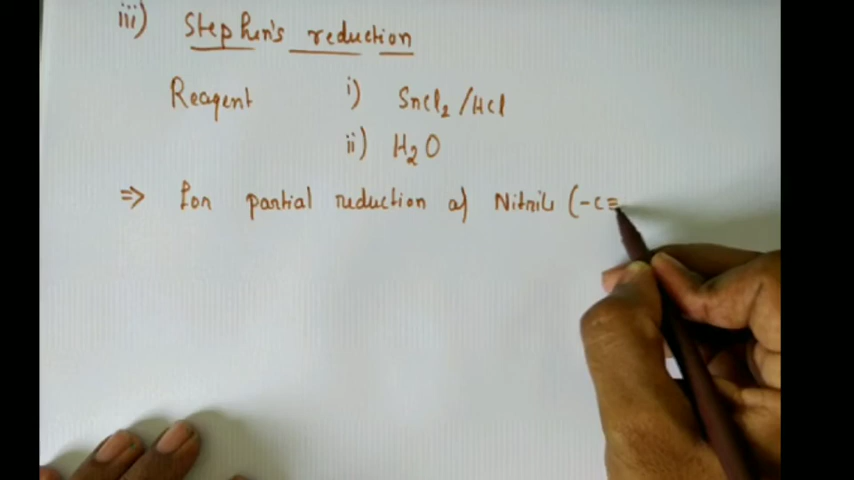 iii) Stephen's reduction
Reagent i) SnCl₂/HCl
ii) H₂O
⇒ For partial reduction of Nitrile (-C≡